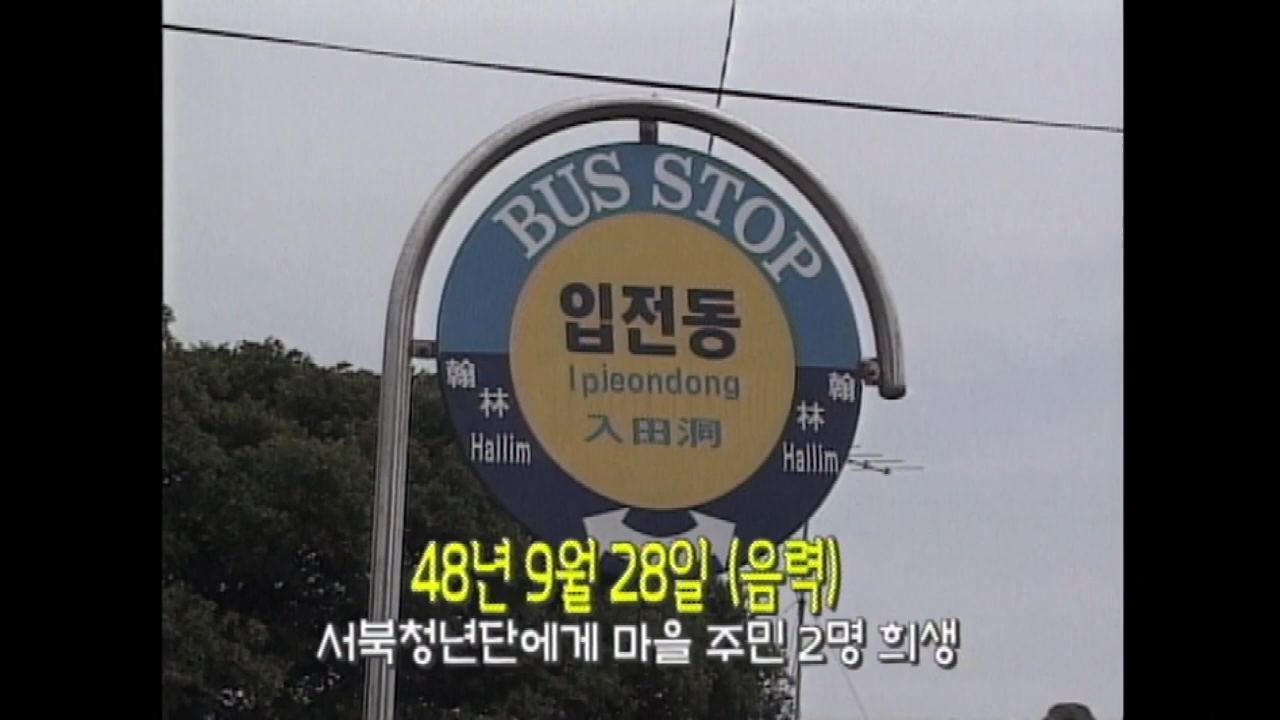 BUS STOP
입전동
Ipjeondong
入田洞
翰
林
Hallim
翰
林
Hallim
48년 9월 28일 (음력)
서북청년단에게 마을 주민 2명 희생